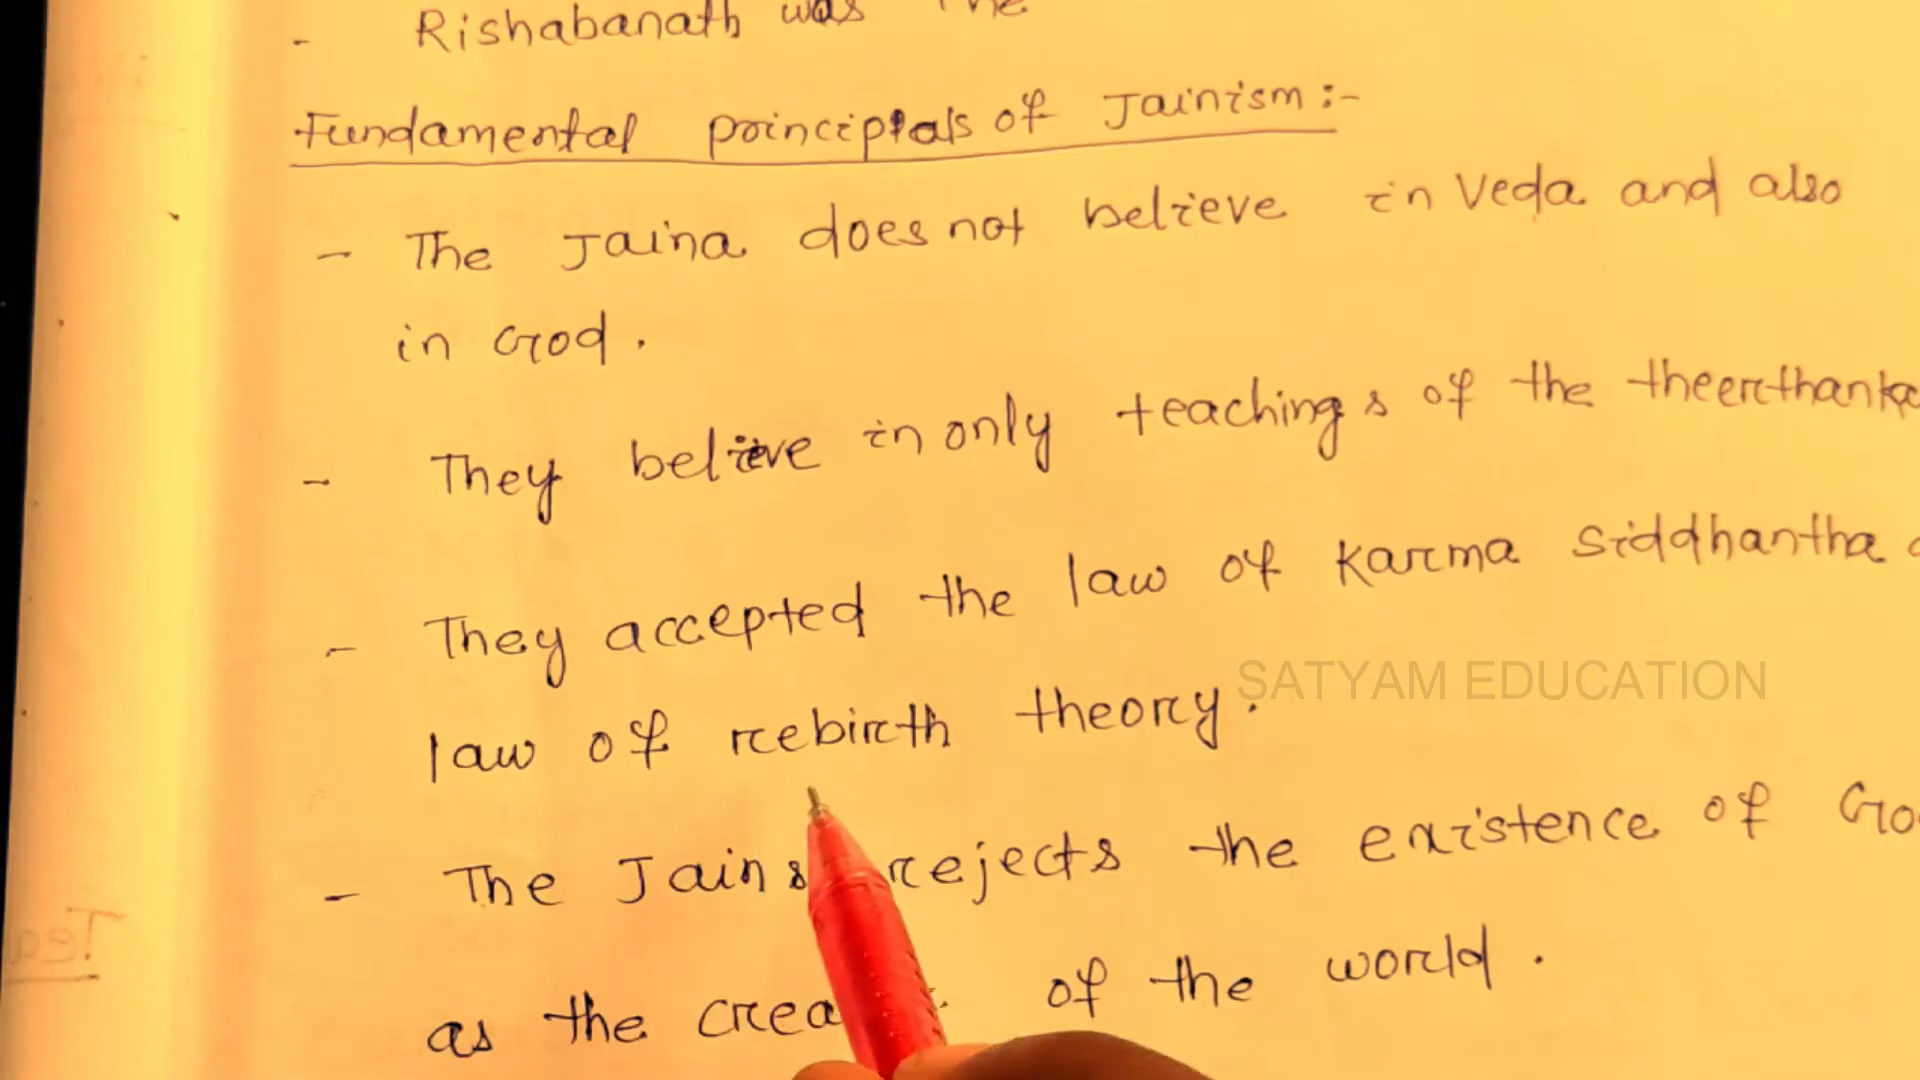 - Rishabanath was the
Fundamental principals of Jainism:-
- The Jaina does not believe in Veda and also
in God.
- They believe in only teachings of the theerthanka
- They accepted the law of Karma Siddhantha
law of rebirth theory.
SATYAM EDUCATION
- The Jains rejects the existence of Go
as the crea of the world.
Tea